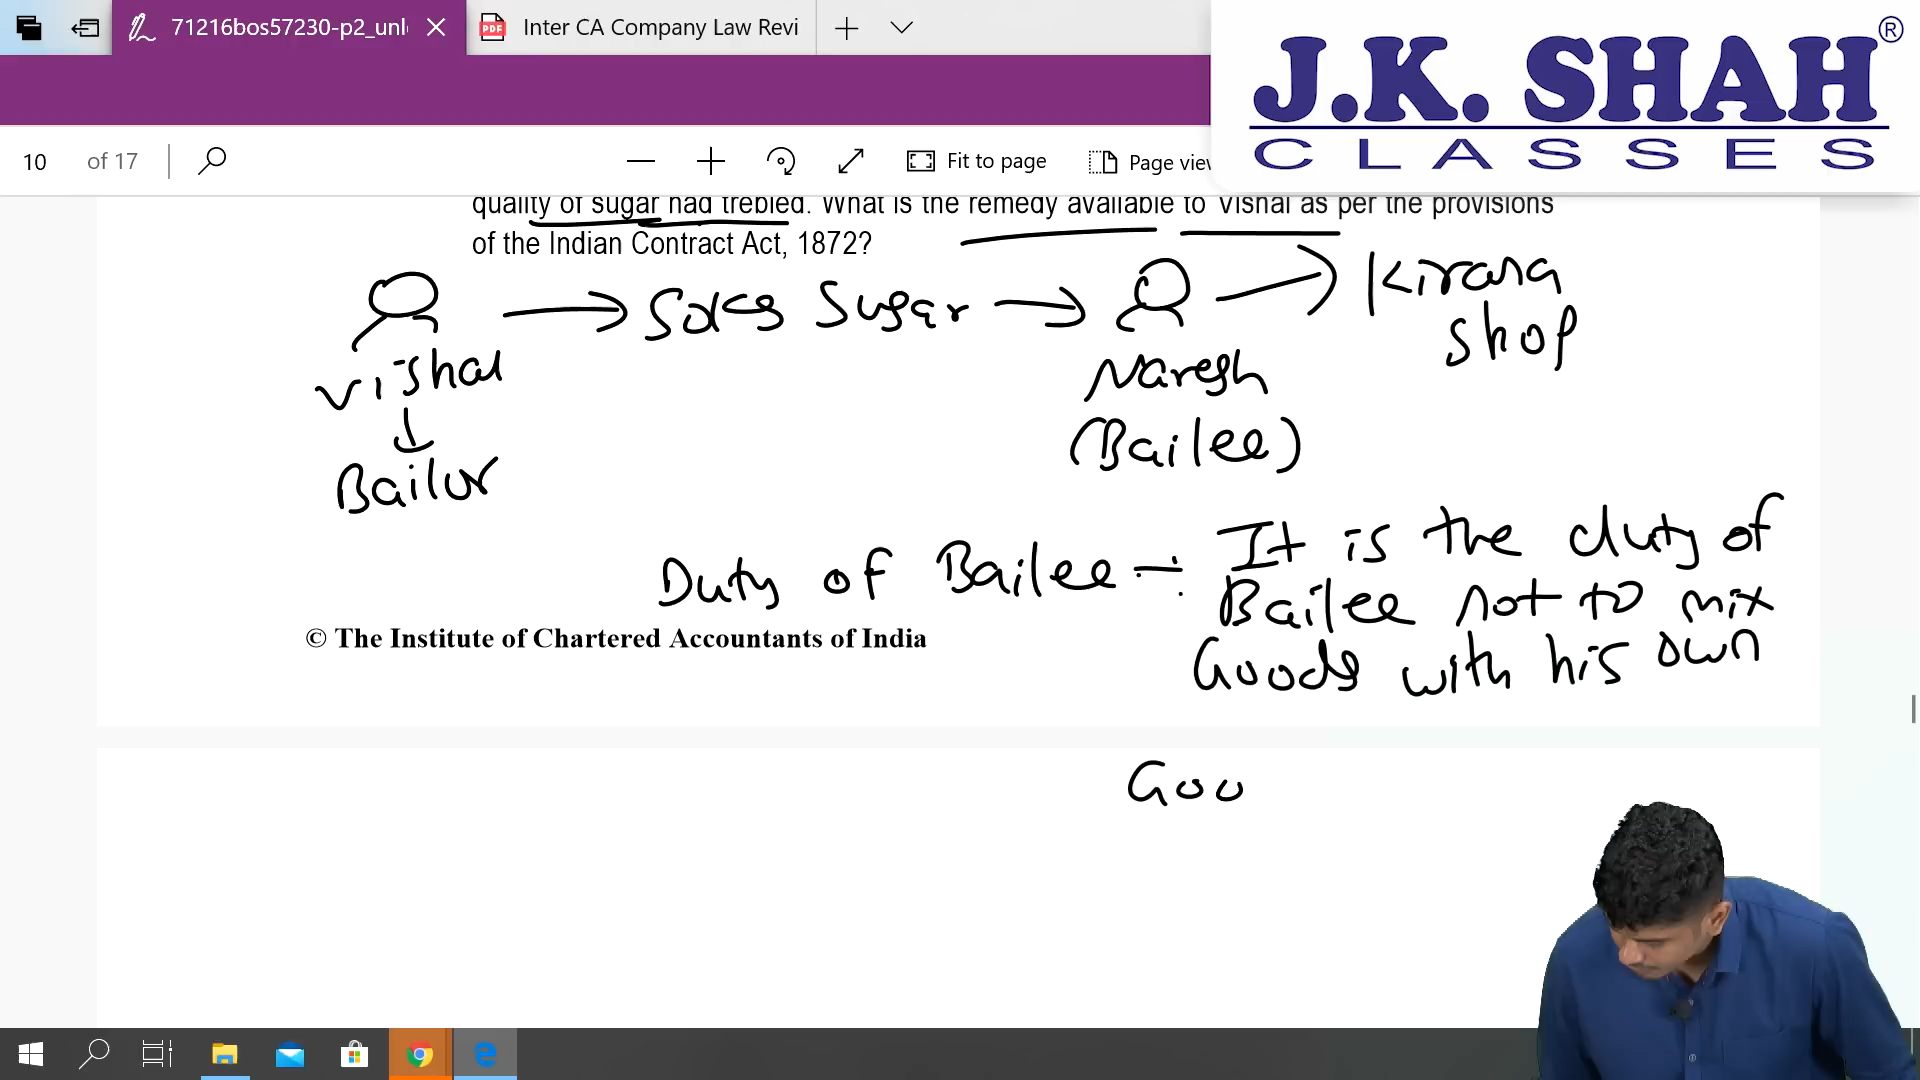 71216bos57230-p2_unl
Inter CA Company Law Revi
J.K. SHAH®
CLASSES
10 of 17
Fit to page
Page view
quality of sugar had trebled. What is the remedy available to Vishal as per the provisions
of the Indian Contract Act, 1872?
Vishal
Bailor
Sugar
Naresh
(Bailee)
Kirana
Shop
Duty of Bailee - It is the duty of
Bailee not to mix
Goods with his own
Goo
© The Institute of Chartered Accountants of India